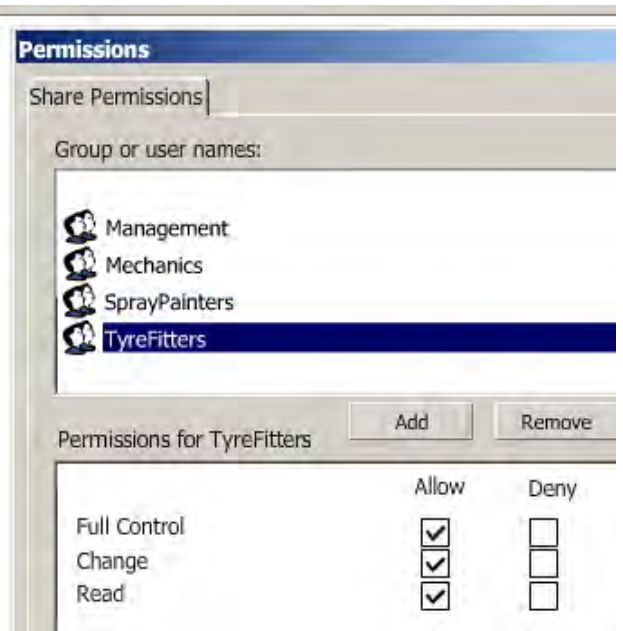 Permissions
Share Permissions
Group or user names:
Management
Mechanics
SprayPainters
TyreFitters
Add Remove
Permissions for TyreFitters
Allow Deny
Full Control
Change
Read